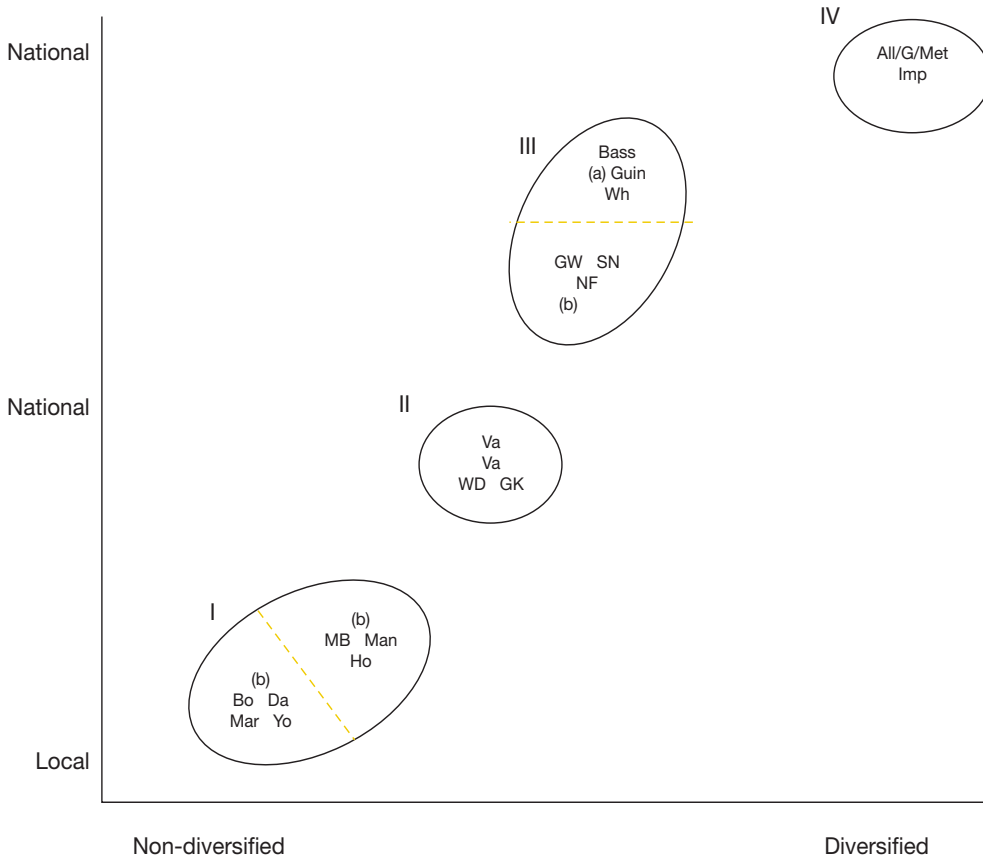 IV
National
All/G/Met
Imp
III
Bass
(a) Guin
Wh
GW SN
NF
(b)
National
II
Va
Va
WD GK
I
(b)
MB Man
Ho
(b)
Bo Da
Mar Yo
Local
Non-diversified
Diversified